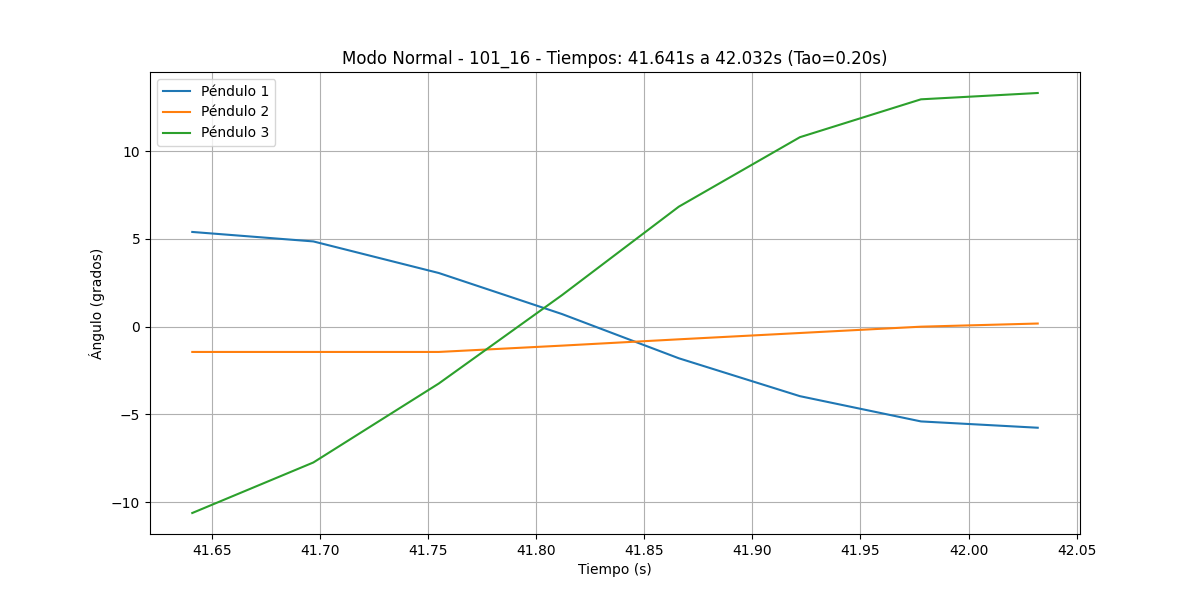 Modo Normal - 101_16 - Tiempos: 41.641s a 42.032s (Tao=0.20s)
Péndulo 1
Péndulo 2
Péndulo 3
Ángulo (grados)
10
5
0
−5
−10
41.65 41.70 41.75 41.80 41.85 41.90 41.95 42.00 42.05
Tiempo (s)